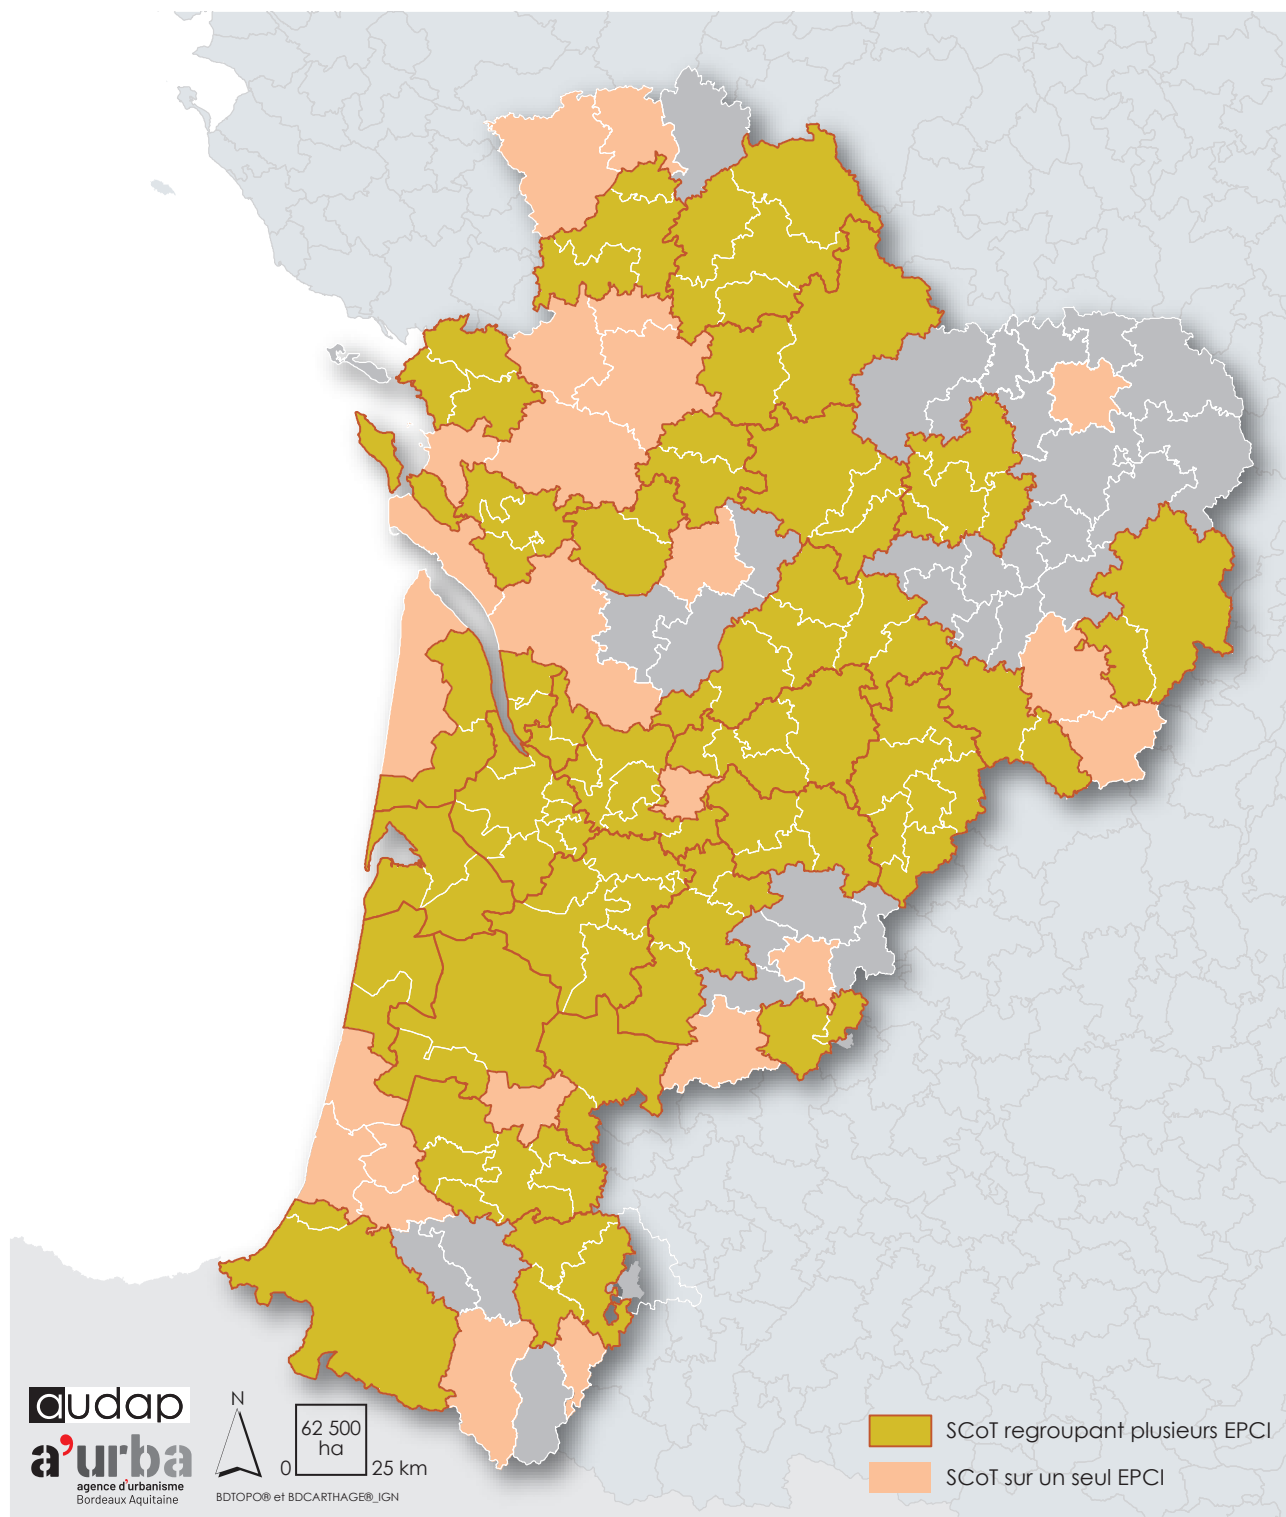 audap
a'urba
agence d'urbanisme
Bordeaux Aquitaine
N
62 500
ha
0
25 km
BDTOPO® et BDCARTHAGE®_IGN
SCoT regroupant plusieurs EPCI
SCoT sur un seul EPCI